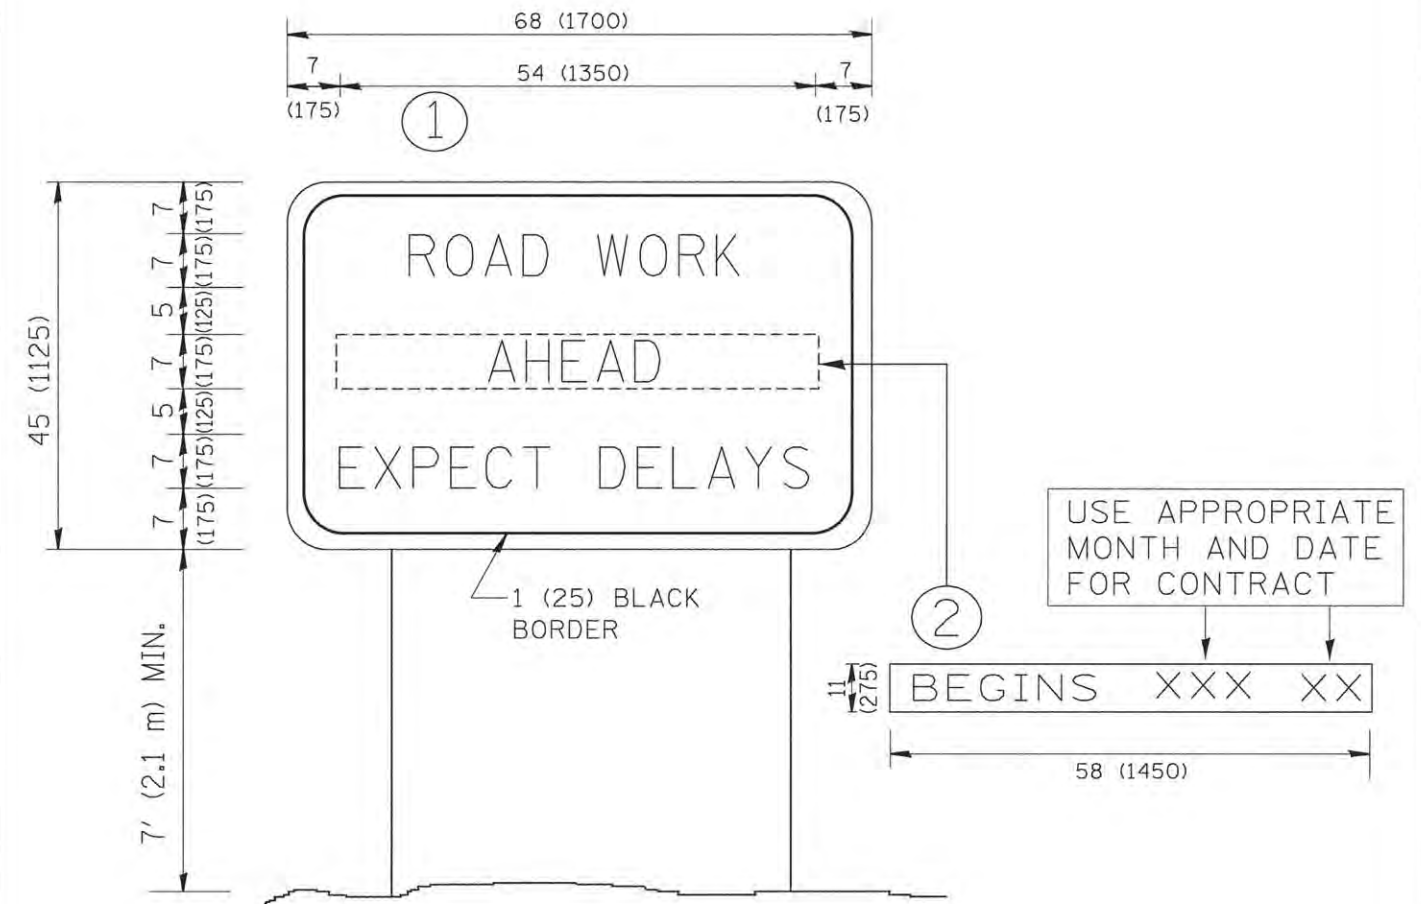 68 (1700)
7
54 (1350)
7
(175)
(175)
1
7
(175)
7
(175)
5
(125)
7
(175)
5
(125)
7
(175)
7
(175)
45 (1125)
ROAD WORK
AHEAD
EXPECT DELAYS
1 (25) BLACK
BORDER
7' (2.1 m) MIN.
2
USE APPROPRIATE
MONTH AND DATE
FOR CONTRACT
11
(275)
BEGINS XXX XX
58 (1450)